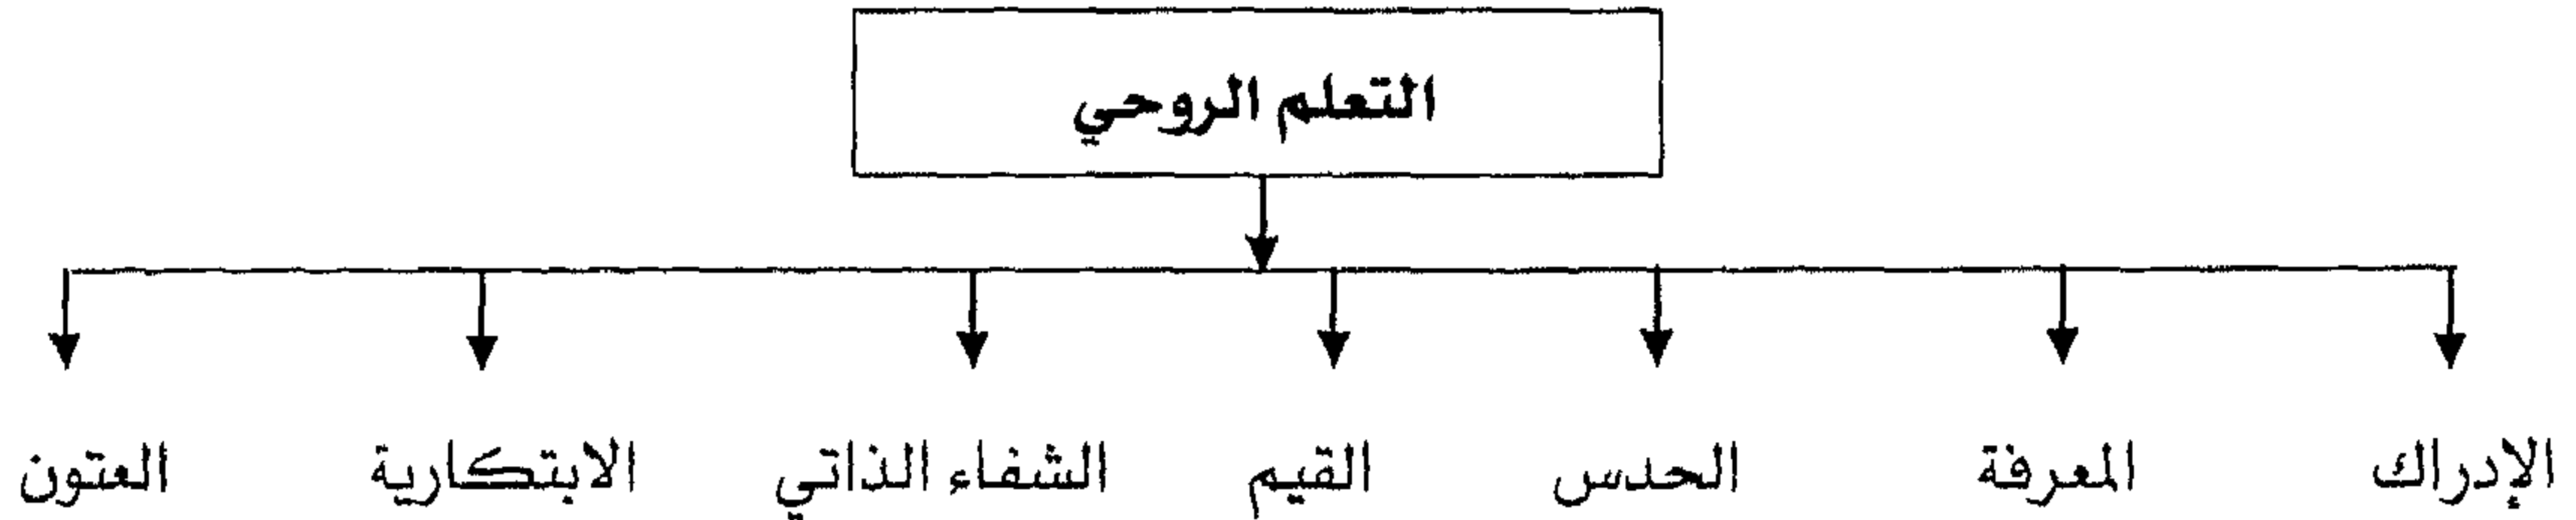 التعلم الروحي
الإدراك المعرفة الحدس القيم الشفاء الذاتي الابتكارية العتون